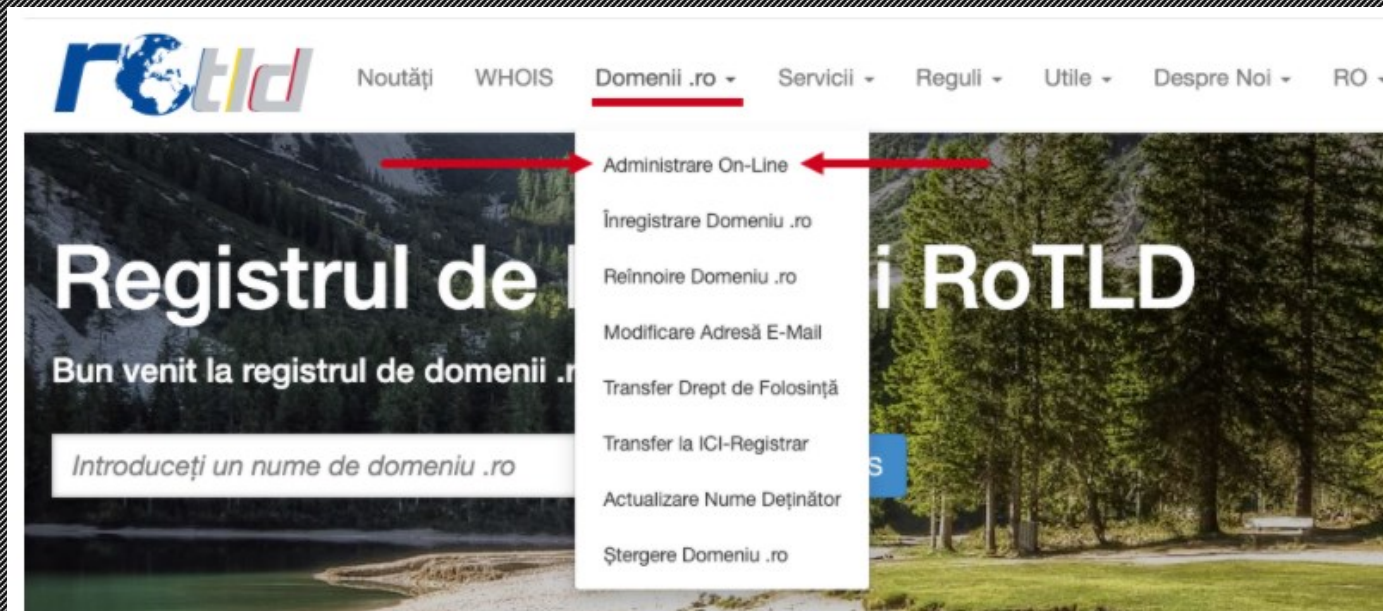 rotld
Noutăți WHOIS Domenii .ro Servicii Reguli Utile Despre Noi RO
Administrare On-Line
Înregistrare Domeniu .ro
Reînnoire Domeniu .ro
Modificare Adresă E-Mail
Transfer Drept de Folosință
Transfer la ICI-Registrar
Actualizare Nume Deținător
Ștergere Domeniu .ro
Registrul de i RoTLD
Bun venit la registrul de domenii .r
Introduceți un nume de domeniu .ro S